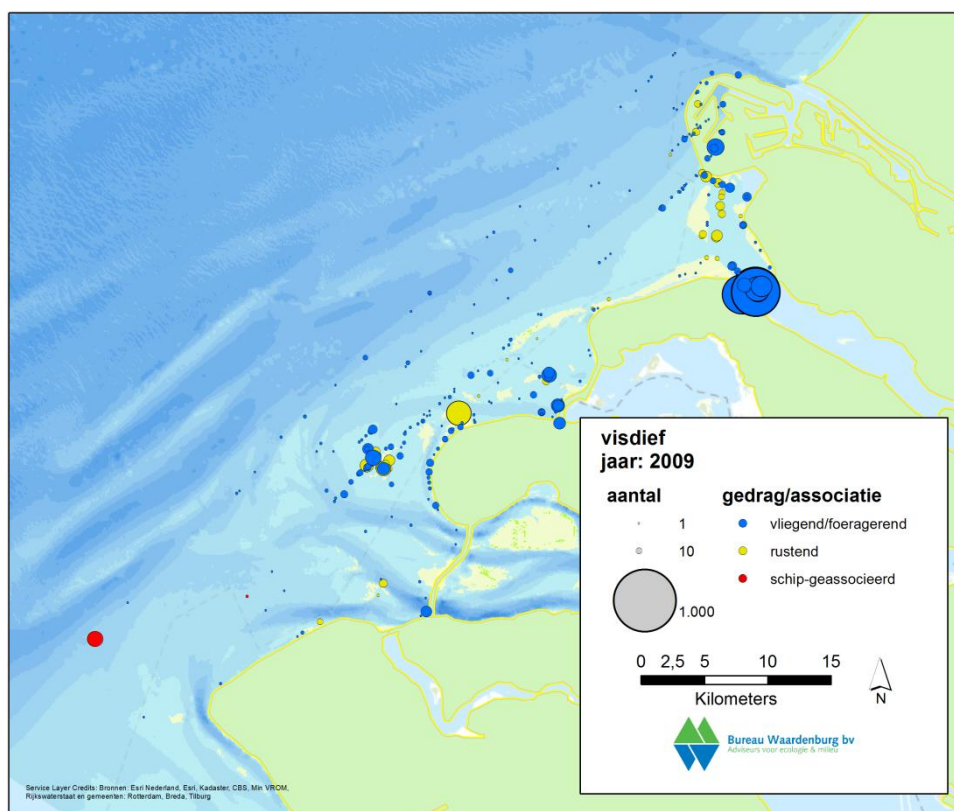 visdief
jaar: 2009
aantal
gedrag/associatie
1
vliegend/foeragerend
10
rustend
1.000
schip-geassocieerd
0 2,5 5 10 15
Kilometers
N
Bureau Waardenburg bv
Adviseurs voor ecologie & milieu
Service Layer Credits: Bronnen: Esri Nederland, Esri, Kadaster, CBS, Min VROM,
Rijkswaterstaat en gemeenten: Rotterdam, Breda, Tilburg